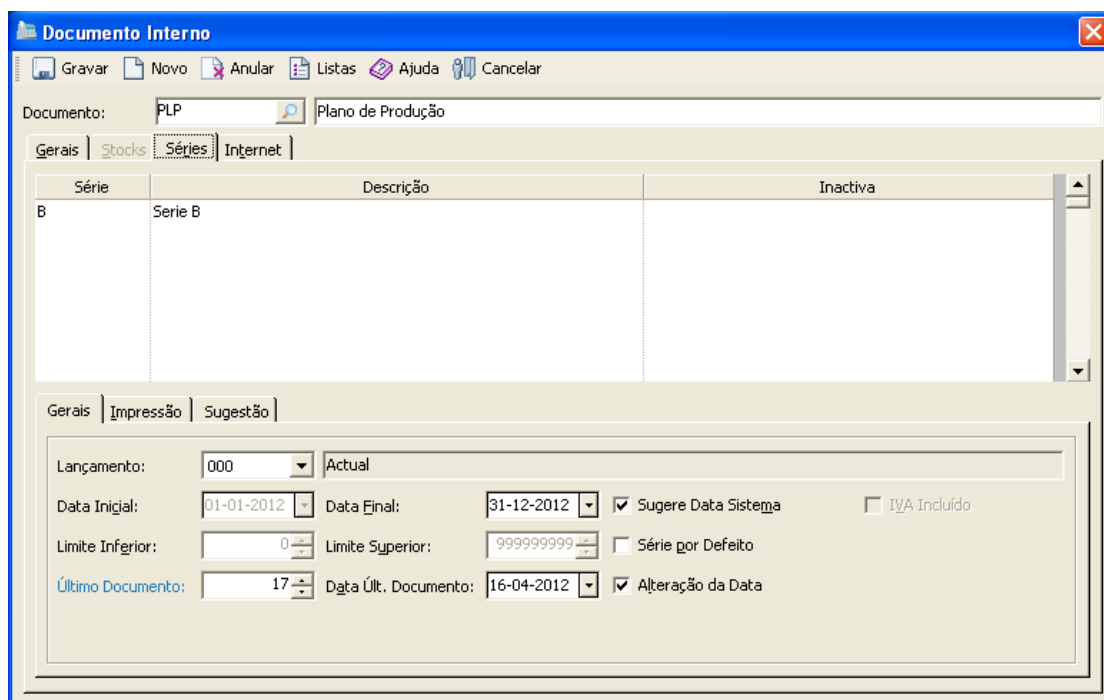 Documento Interno
Gravar Novo Anular Listas Ajuda Cancelar
Documento: PLP Plano de Produção
Gerais Stocks Séries Internet
Série Descrição Inactiva
B Serie B
Gerais Impressão Sugestão
Lançamento: 000 Actual
Data Inicial: 01-01-2012 Data Final: 31-12-2012 Sugere Data Sistema IVA Incluído
Limite Inferior: 0 Limite Superior: 999999999 Série por Defeito
Último Documento: 17 Data Últ. Documento: 16-04-2012 Alteração da Data